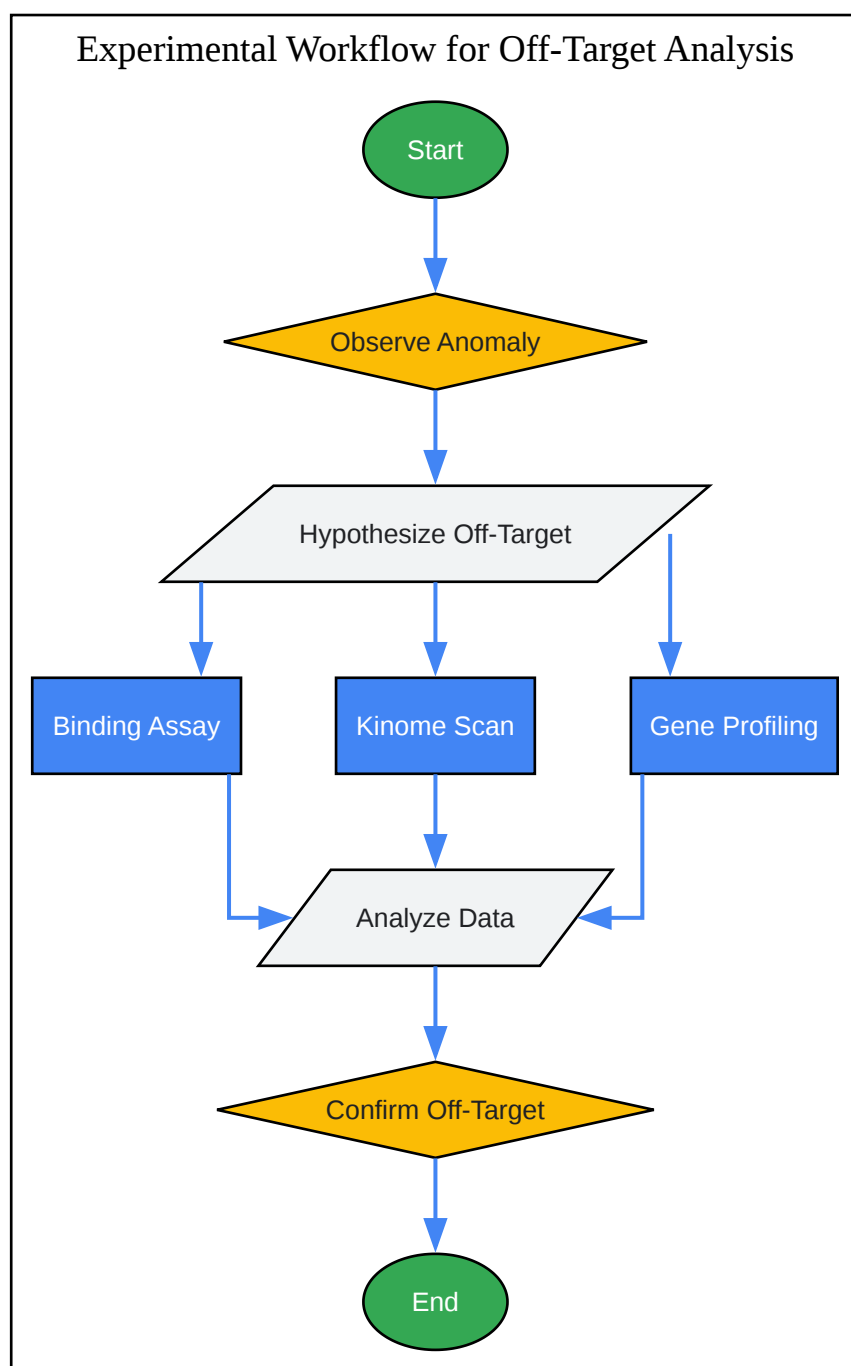 Experimental Workflow for Off-Target Analysis
Start
Observe Anomaly
Hypothesize Off-Target
Binding Assay
Kinome Scan
Gene Profiling
Analyze Data
Confirm Off-Target
End